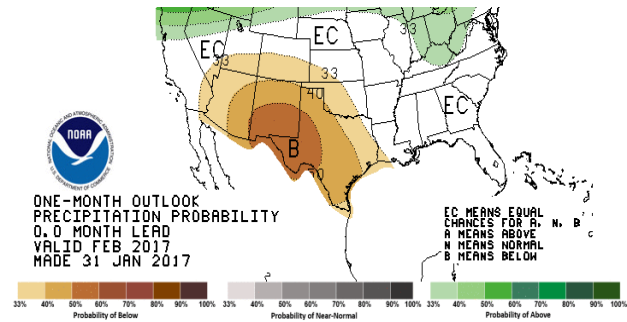 EC
33
EC
33
33
40
EC
B
50
NATIONAL OCEANIC AND ATMOSPHERIC ADMINISTRATION
NOAA
U.S. DEPARTMENT OF COMMERCE
ONE-MONTH OUTLOOK
PRECIPITATION PROBABILITY
0.0 MONTH LEAD
VALID FEB 2017
MADE 31 JAN 2017
EC MEANS EQUAL
CHANCES FOR A, N, B
A MEANS ABOVE
N MEANS NORMAL
B MEANS BELOW
33% 40% 50% 60% 70% 80% 90% 100%
Probability of Below
33% 40% 50% 60% 70% 80% 90% 100%
Probability of Near-Normal
33% 40% 50% 60% 70% 80% 90% 100%
Probability of Above